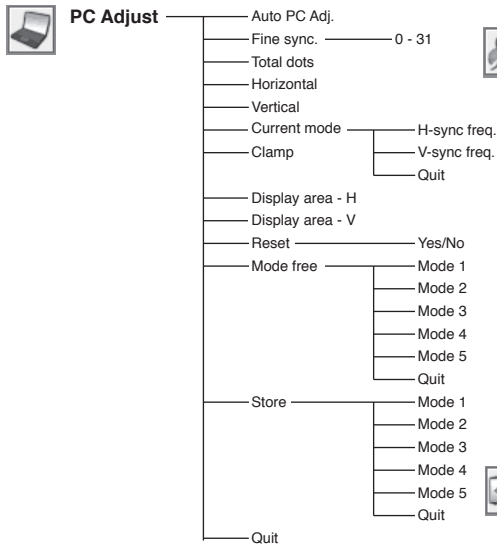 PC Adjust
Auto PC Adj.
Fine sync. 0 - 31
Total dots
Horizontal
Vertical
Current mode H-sync freq.
Clamp V-sync freq.
Quit
Display area - H
Display area - V
Reset Yes/No
Mode free Mode 1
Mode 2
Mode 3
Mode 4
Mode 5
Quit
Store Mode 1
Mode 2
Mode 3
Mode 4
Mode 5
Quit
Quit